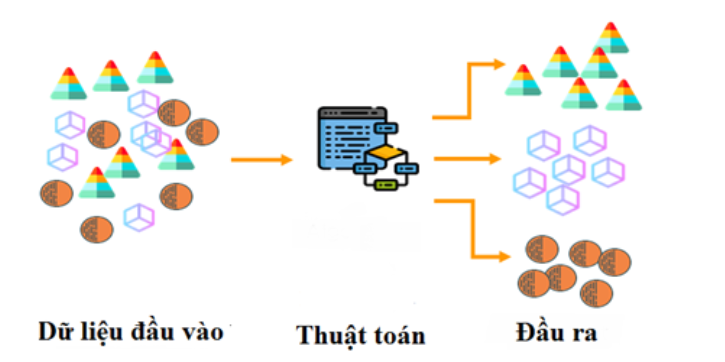 Dữ liệu đầu vào
Thuật toán
Đầu ra